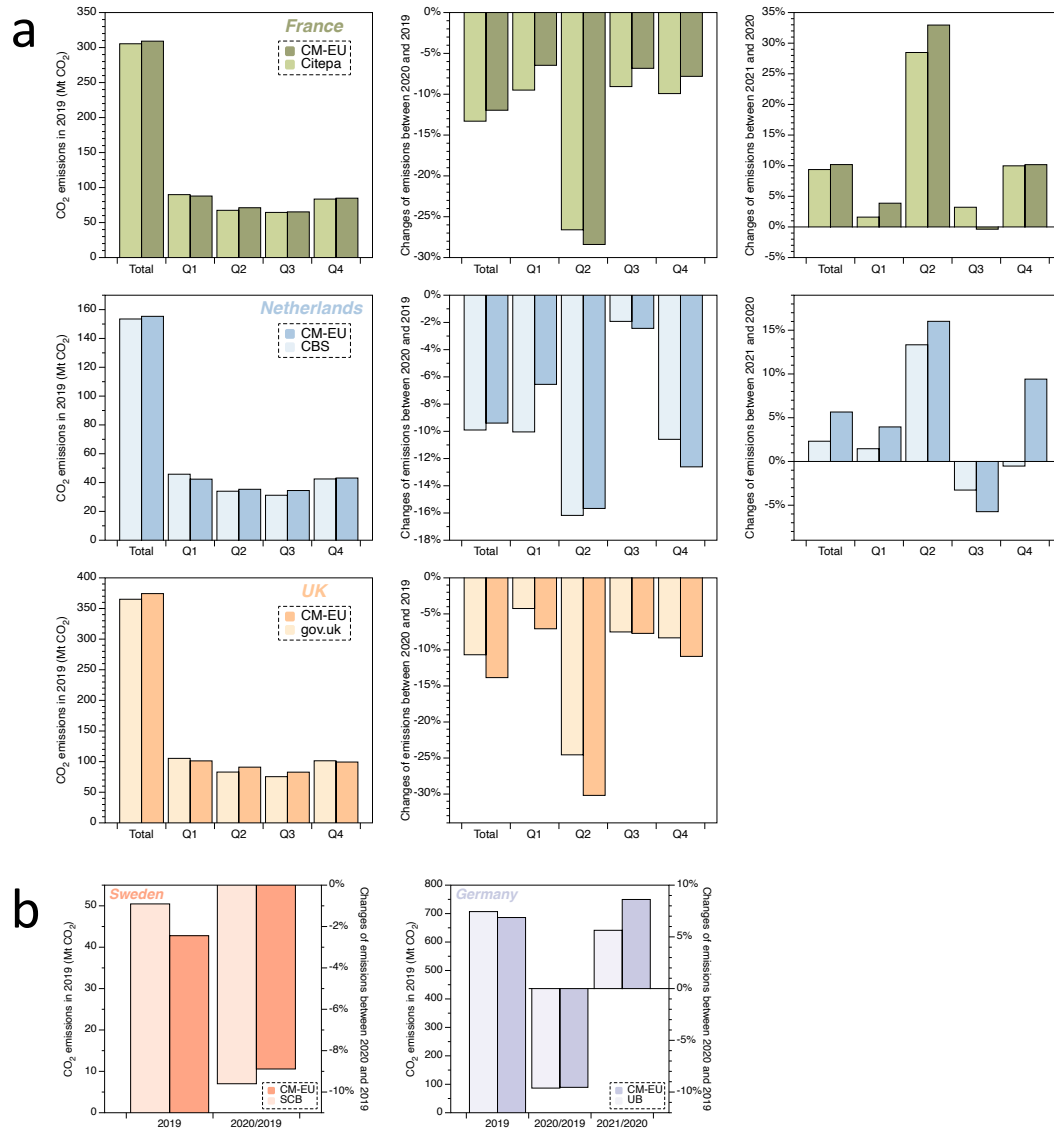 a
France
CM-EU
Citepa
CO2 emissions in 2019 (Mt CO2)
350
300
250
200
150
100
50
0
Total Q1 Q2 Q3 Q4
Changes of emissions between 2020 and 2019
0%
-5%
-10%
-15%
-20%
-25%
-30%
Total Q1 Q2 Q3 Q4
Changes of emissions between 2021 and 2020
35%
30%
25%
20%
15%
10%
5%
0%
-5%
Total Q1 Q2 Q3 Q4
Netherlands
CM-EU
CBS
CO2 emissions in 2019 (Mt CO2)
160
140
120
100
80
60
40
20
0
Total Q1 Q2 Q3 Q4
Changes of emissions between 2020 and 2019
0%
-2%
-4%
-6%
-8%
-10%
-12%
-14%
-16%
-18%
Total Q1 Q2 Q3 Q4
Changes of emissions between 2021 and 2020
15%
10%
5%
0%
-5%
Total Q1 Q2 Q3 Q4
UK
CM-EU
gov.uk
CO2 emissions in 2019 (Mt CO2)
400
350
300
250
200
150
100
50
0
Total Q1 Q2 Q3 Q4
Changes of emissions between 2020 and 2019
0%
-5%
-10%
-15%
-20%
-25%
-30%
Total Q1 Q2 Q3 Q4
b
Sweden
CO2 emissions in 2019 (Mt CO2)
50
40
30
20
10
0
2019 2020/2019
0%
-2%
-4%
-6%
-8%
-10%
Changes of emissions between 2020 and 2019
CM-EU
SCB
Germany
CO2 emissions in 2019 (Mt CO2)
800
700
600
500
400
300
200
100
0
2019 2020/2019 2021/2020
10%
5%
0%
-5%
-10%
Changes of emissions between 2020 and 2019
CM-EU
UB